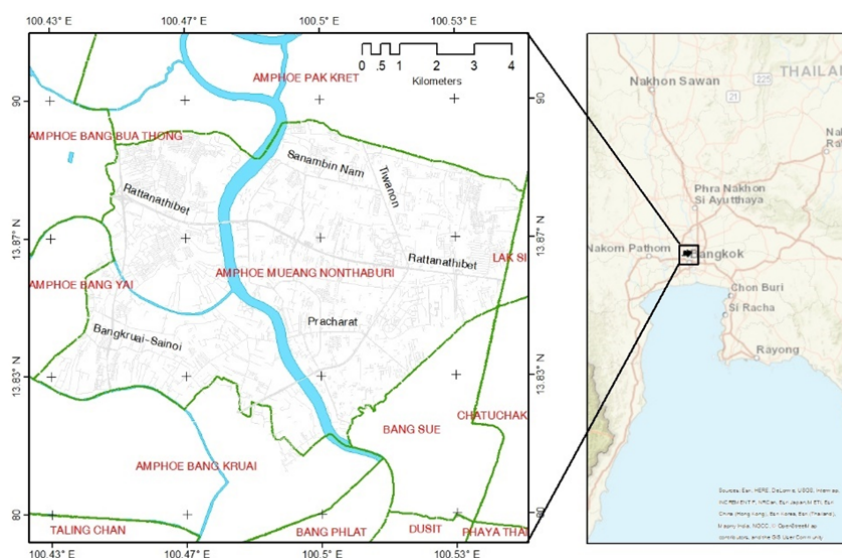 100.43° E
100.47° E
100.5° E
100.53° E
0 .5 1 2 3 4
Kilometers
AMPHOE PAK KRET
90
90
AMPHOE BANG BUA THONG
Sanambin Nam
Tiwanon
Rattanathibet
13.87° N
13.87° N
Rattanathibet
LAK SI
AMPHOE MUEANG NONTHABURI
AMPHOE BANG YAI
Pracharat
Bangkruai-Sainoi
13.83° N
13.83° N
CHATUCHAK
BANG SUE
AMPHOE BANG KRUAI
80
80
TALING CHAN
BANG PHLAT
DUSIT
PHAYA THAI
100.43° E
100.47° E
100.5° E
100.53° E
Nakhon Sawan
THAILAN
225
21
Phra Nakhon
Si Ayutthaya
Nakorn Pathom
Bangkok
Chon Buri
Si Racha
Rayong